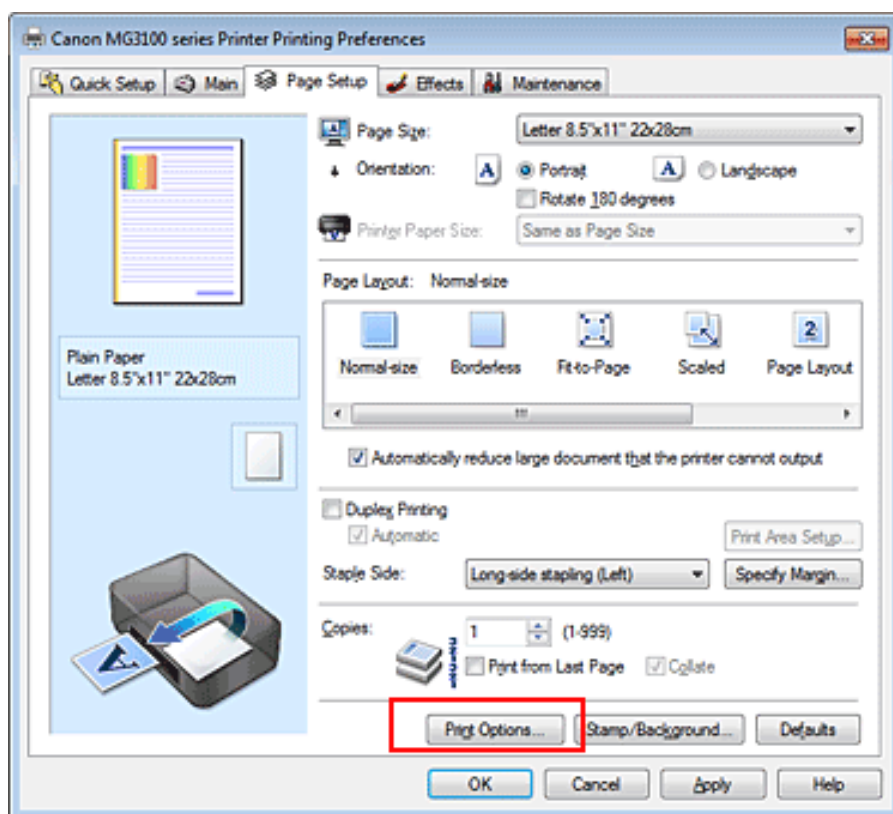 Canon MG3100 series Printer Printing Preferences
Quick Setup Main Page Setup Effects Maintenance
Page Size: Letter 8.5"x11" 22x28cm
Orientation: A Portrait A Landscape
Rotate 180 degrees
Printer Paper Size: Same as Page Size
Page Layout: Normal-size
Normal-size Borderless Fit-to-Page Scaled Page Layout
Plain Paper
Letter 8.5"x11" 22x28cm
Automatically reduce large document that the printer cannot output
Duplex Printing
Automatic Print Area Setup...
Staple Side: Long-side stapling (Left) Specify Margin...
Copies: 1 (1-999)
Print from Last Page Collate
Print Options... Stamp/Background... Defaults
OK Cancel Apply Help